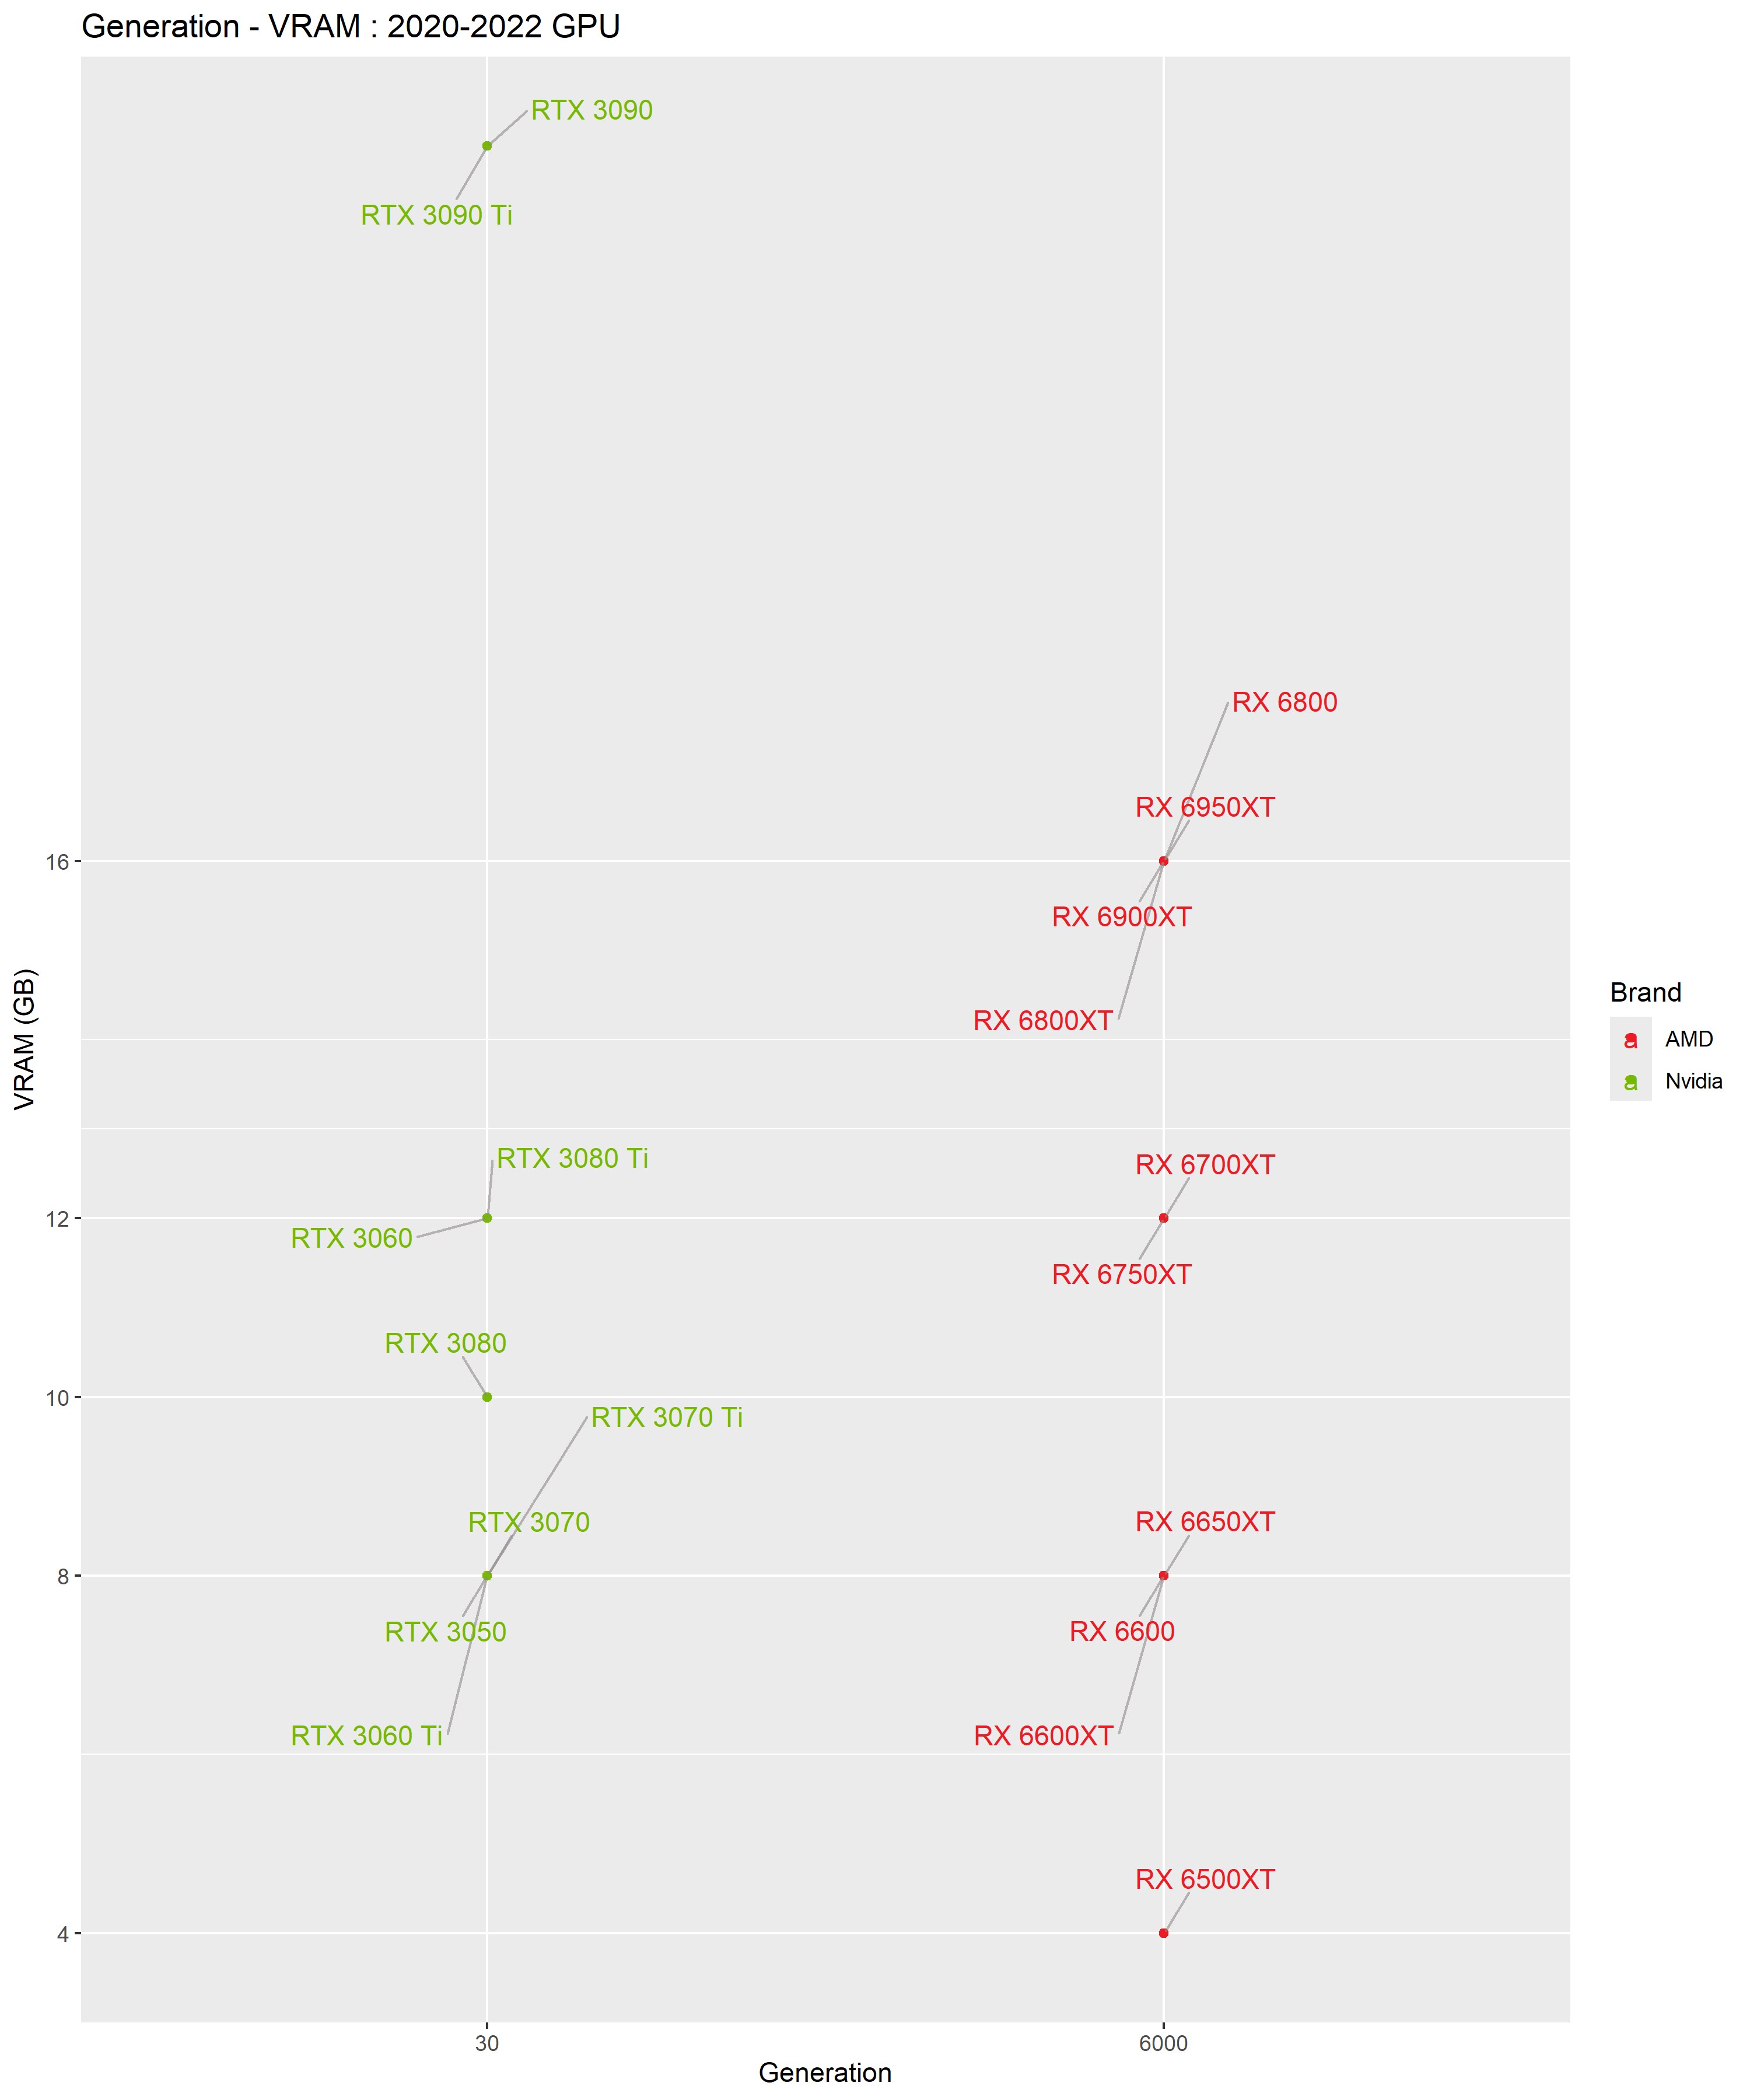 Generation - VRAM : 2020-2022 GPU
RTX 3090
RTX 3090 Ti
RX 6800
RX 6950XT
16
RX 6900XT
RX 6800XT
VRAM (GB)
Brand
a AMD
a Nvidia
RTX 3080 Ti
RX 6700XT
12
RTX 3060
RX 6750XT
RTX 3080
10
RTX 3070 Ti
RTX 3070
RX 6650XT
8
RTX 3050
RX 6600
RTX 3060 Ti
RX 6600XT
RX 6500XT
4
30
6000
Generation